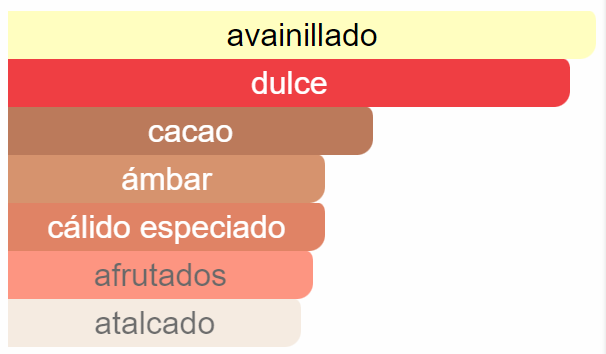 avainillado
dulce
cacao
ámbar
cálido especiado
afrutados
atalcado